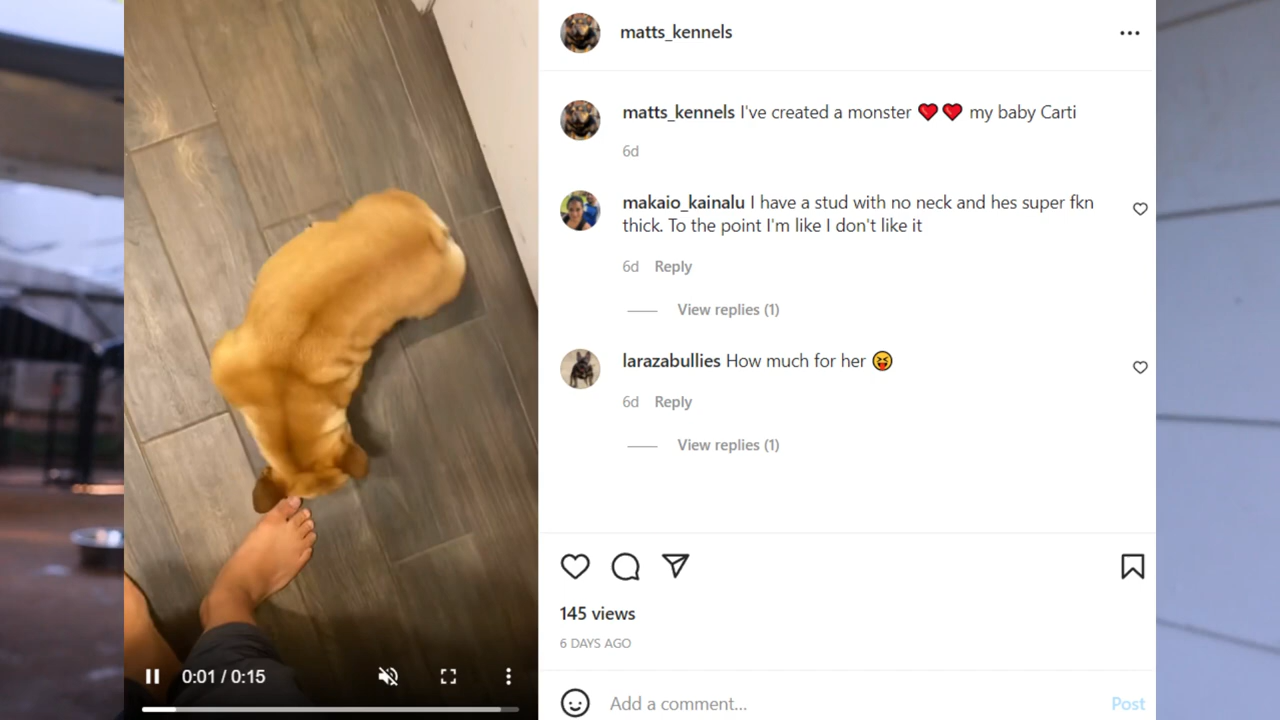 matts_kennels
matts_kennels I've created a monster ❤️❤️ my baby Carti
6d
makaio_kainalu I have a stud with no neck and hes super fkn
thick. To the point I'm like I don't like it
6d Reply
View replies (1)
larazabullies How much for her 😝
6d Reply
View replies (1)
145 views
6 DAYS AGO
0:01 / 0:15
Add a comment... Post